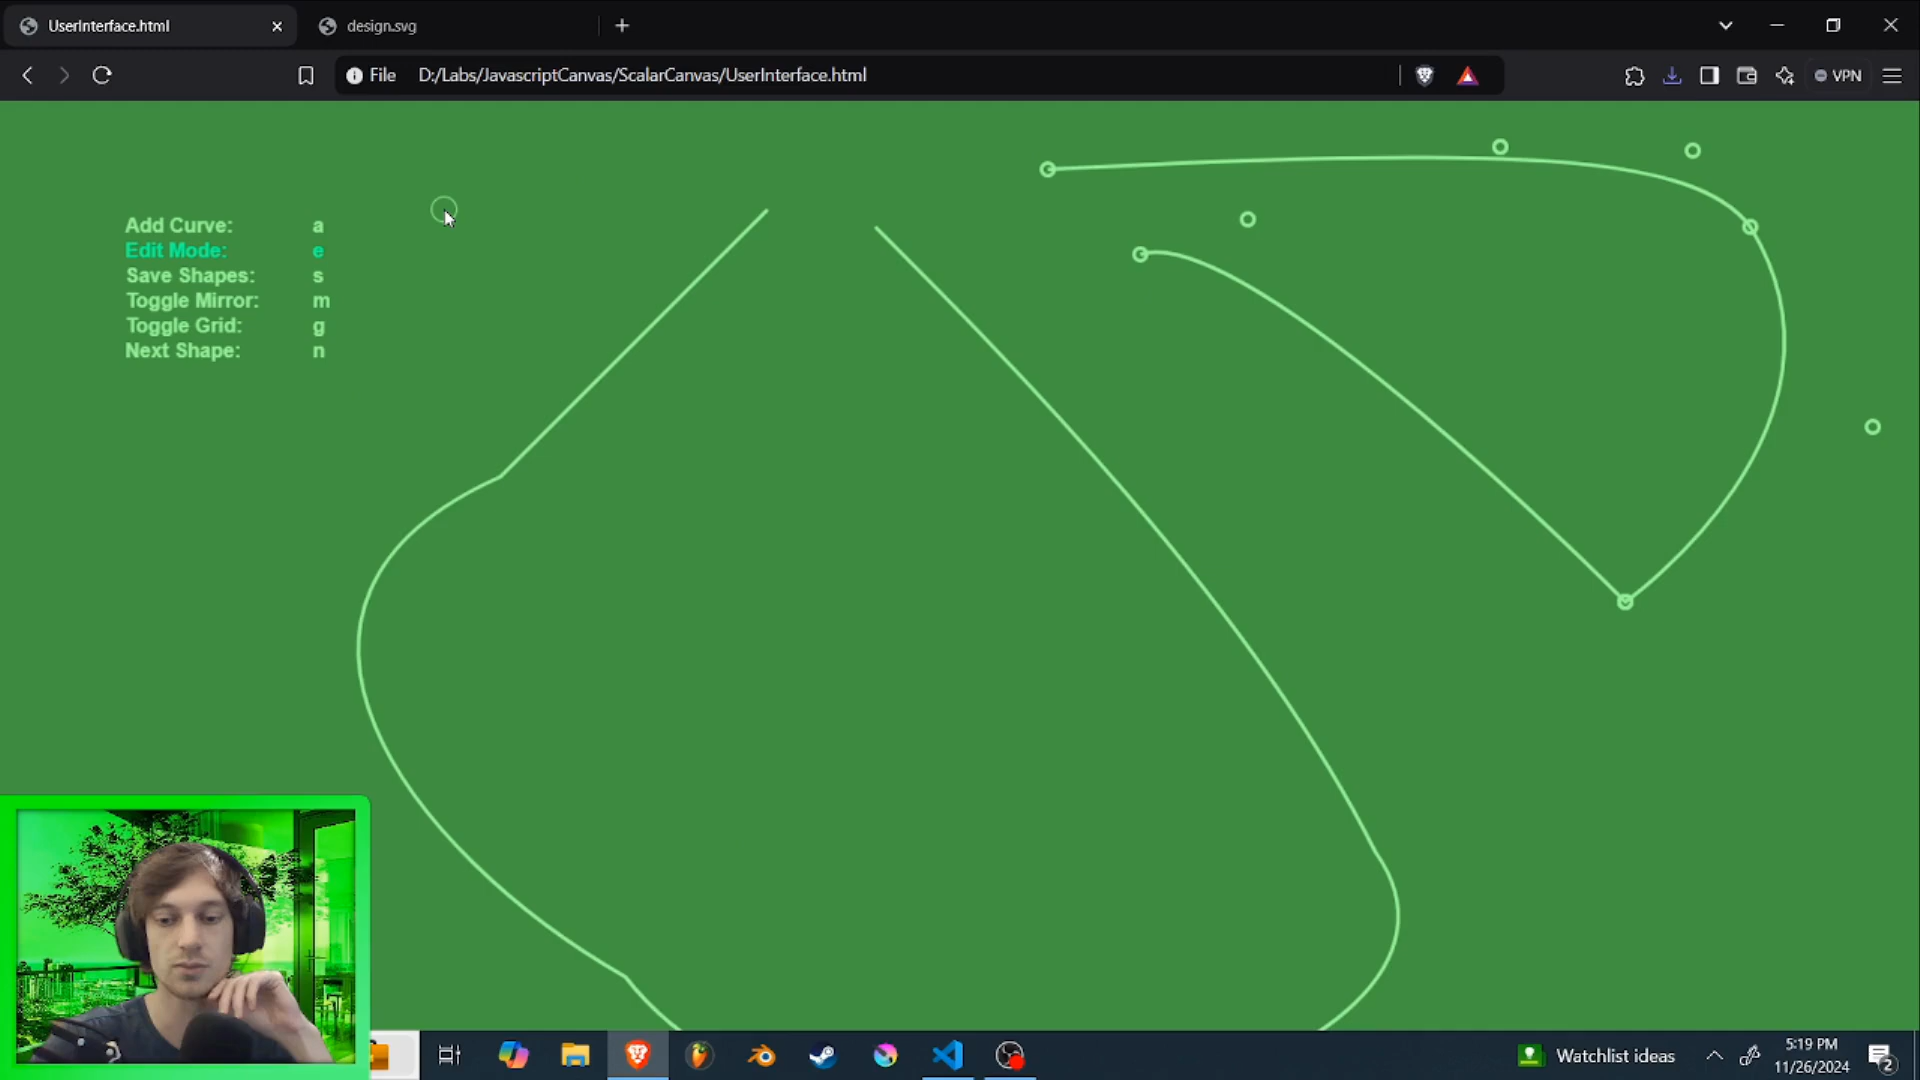 UserInterface.html
design.svg
File D:/Labs/JavascriptCanvas/ScalarCanvas/UserInterface.html
VPN
Add Curve: a
Edit Mode: e
Save Shapes: s
Toggle Mirror: m
Toggle Grid: g
Next Shape: n
Watchlist ideas
5:19 PM
11/26/2024
2